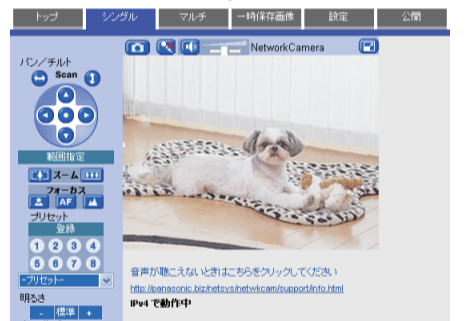 トップ
シングル
マルチ
一時保存画像
設定
公開
NetworkCamera
パン/チルト
Scan
範囲指定
ズーム
フォーカス
AF
プリセット
登録
1 2 3 4
5 6 7 8
-プリセット-
明るさ
- 標準 +
音声が聴こえないときはこちらをクリックしてください
http://panasonic.biz/netsys/netwkcam/support/info.html
IPv4 で動作中